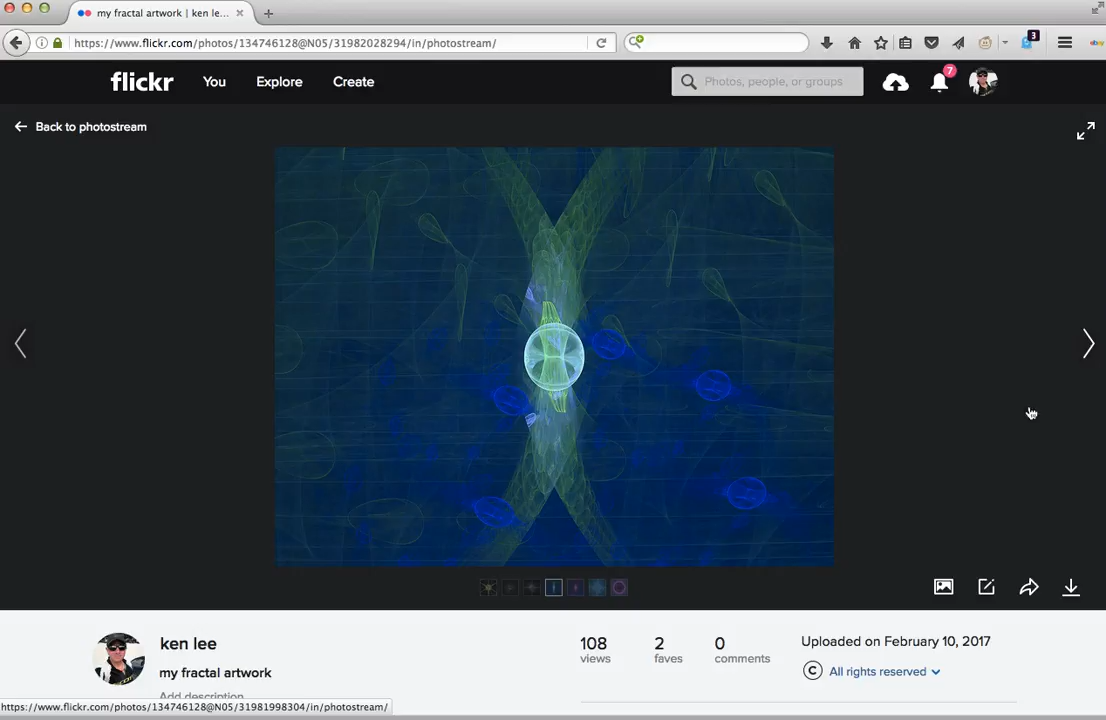 my fractal artwork | ken le...
https://www.flickr.com/photos/134746128@N05/31982028294/in/photostream/
3
flickr
You
Explore
Create
Photos, people, or groups
7
Back to photostream
ken lee
my fractal artwork
Add description
108
views
2
faves
0
comments
Uploaded on February 10, 2017
All rights reserved
https://www.flickr.com/photos/134746128@N05/31981998304/in/photostream/